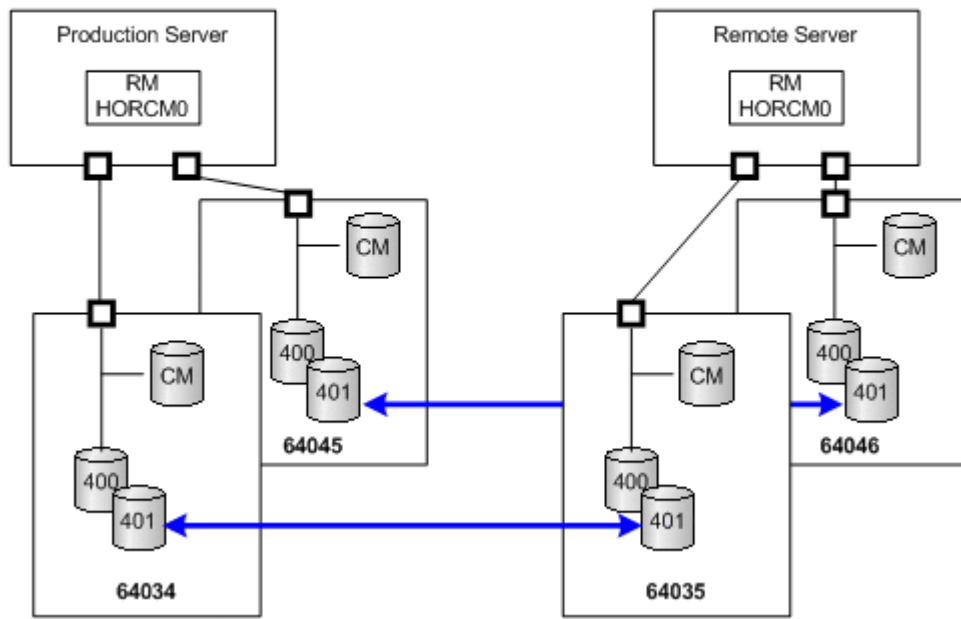 Production Server
RM
HORCM0
Remote Server
RM
HORCM0
CM
400
401
64045
CM
400
401
64046
CM
400
401
64034
CM
400
401
64035